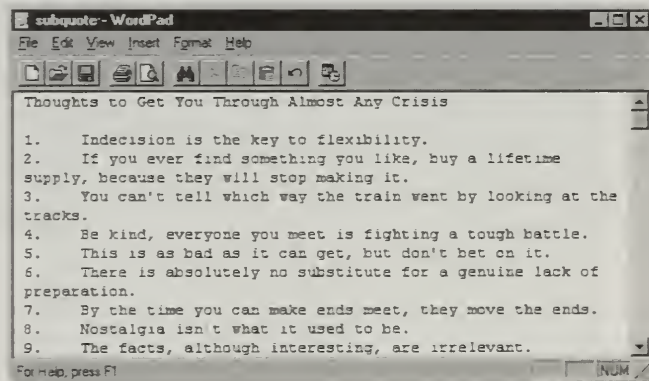 subquote - WordPad
File Edit View Insert Format Help
Thoughts to Get You Through Almost Any Crisis
1. Indecision is the key to flexibility.
2. If you ever find something you like, buy a lifetime
supply, because they will stop making it.
3. You can't tell which way the train went by looking at the
tracks.
4. Be kind, everyone you meet is fighting a tough battle.
5. This is as bad as it can get, but don't bet on it.
6. There is absolutely no substitute for a genuine lack of
preparation.
7. By the time you can make ends meet, they move the ends.
8. Nostalgia isn't what it used to be.
9. The facts, although interesting, are irrelevant.
For Help, press F1
NUM